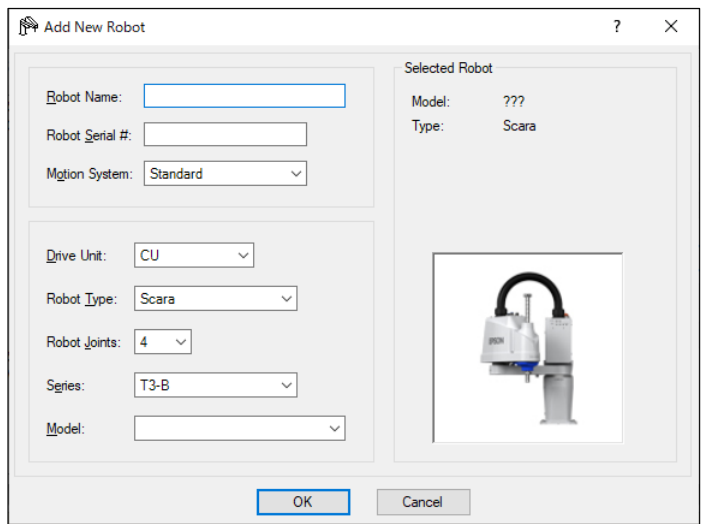 Add New Robot ?
Robot Name:
Robot Serial #:
Motion System: Standard
Drive Unit: CU
Robot Type: Scara
Robot Joints: 4
Series: T3-B
Model:
Selected Robot
Model: ???
Type: Scara
EPSON
OK Cancel